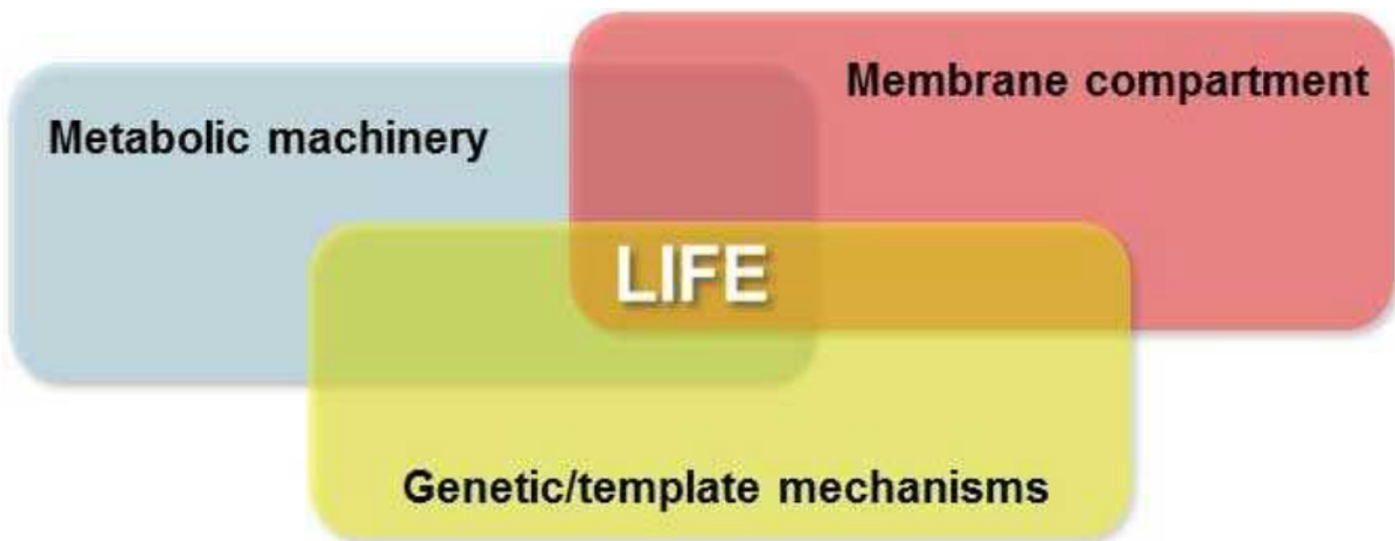 Membrane compartment
Metabolic machinery
LIFE
Genetic/template mechanisms